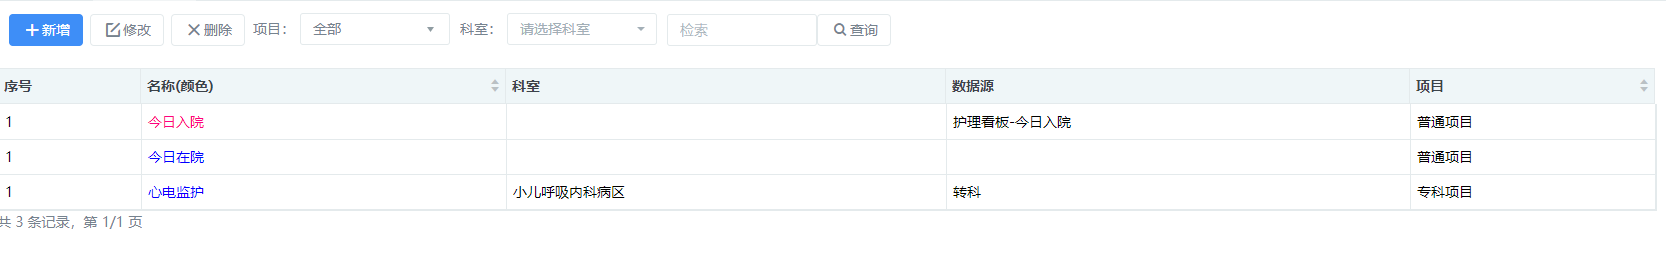 新增 修改 删除 项目： 全部 科室： 请选择科室 检索 查询
序号 名称(颜色) 科室 数据源 项目
1 今日入院 护理看板-今日入院 普通项目
1 今日在院 普通项目
1 心电监护 小儿呼吸内科病区 转科 专科项目
共 3 条记录，第 1/1 页